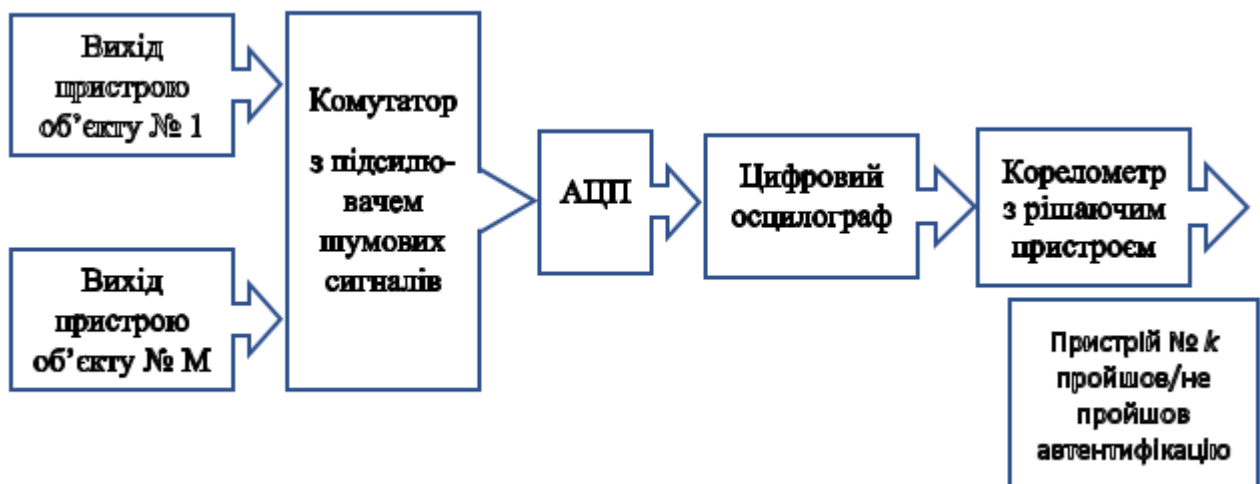 Вихід
пристрою
об’єкту № 1
Вихід
пристрою
об’єкту № М
Комутатор
з підсилю-
вачем
шумових
сигналів
АЦП
Цифровий
осцилограф
Корелометр
з рішаючим
пристроєм
Пристрій № k
пройшов/не
пройшов
автентифікацію